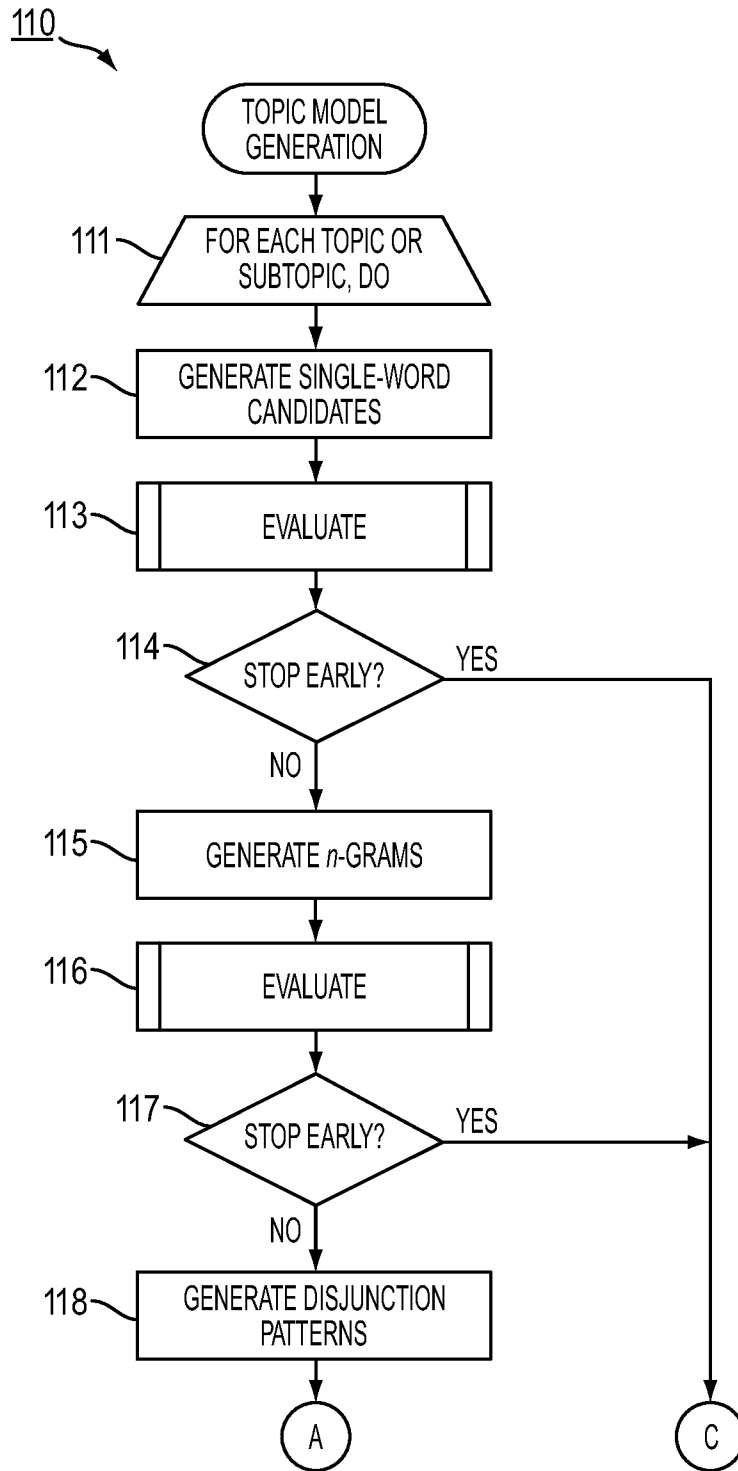 110
TOPIC MODEL
GENERATION
111
FOR EACH TOPIC OR
SUBTOPIC, DO
112
GENERATE SINGLE-WORD
CANDIDATES
113
EVALUATE
114
STOP EARLY?
YES
NO
115
GENERATE n-GRAMS
116
EVALUATE
117
STOP EARLY?
YES
NO
118
GENERATE DISJUNCTION
PATTERNS
A
C